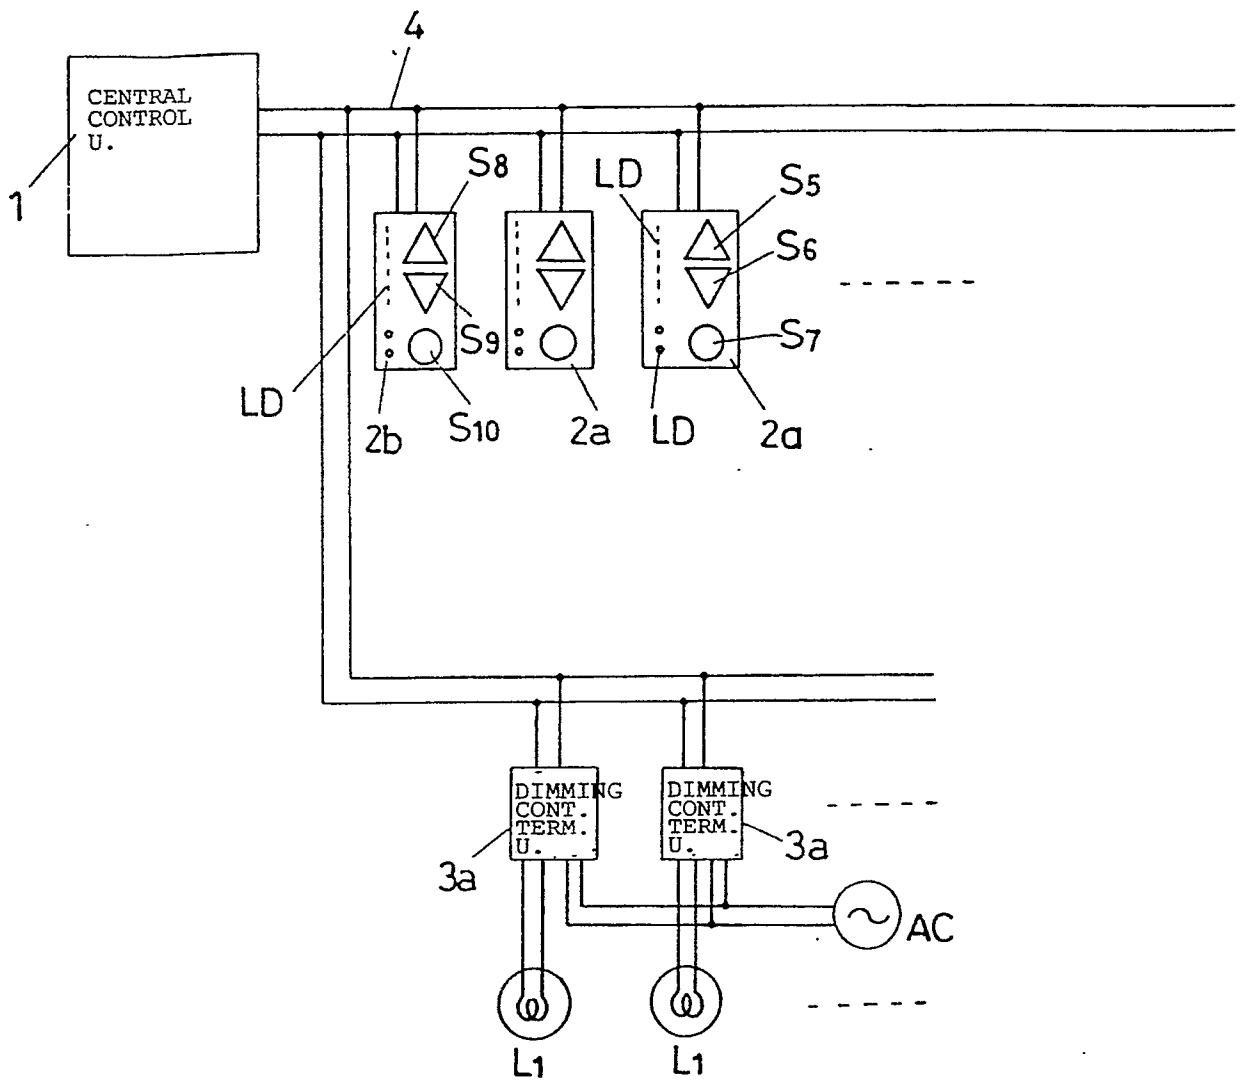 4
CENTRAL
CONTROL
U.
1
S8
LD
S5
S6
S9
S7
LD
2b
S10
2a
LD
2a
DIMMING
CONT.
TERM.
U.
3a
DIMMING
CONT.
TERM.
U.
3a
AC
L1
L1